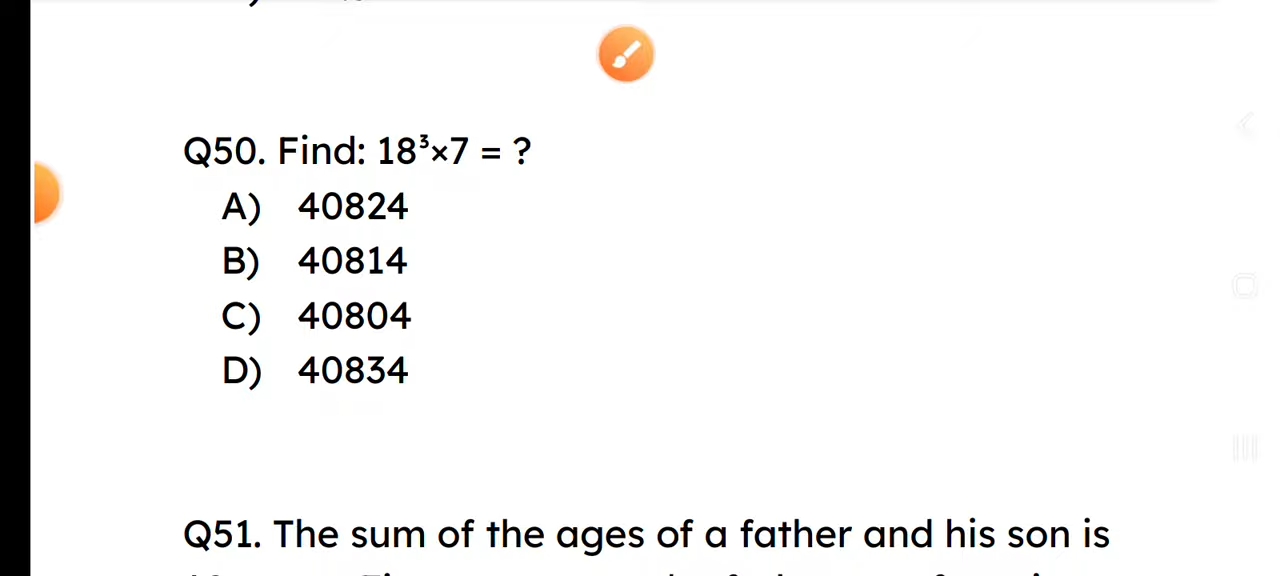 Q50. Find: 18³×7 = ?
A) 40824
B) 40814
C) 40804
D) 40834
Q51. The sum of the ages of a father and his son is